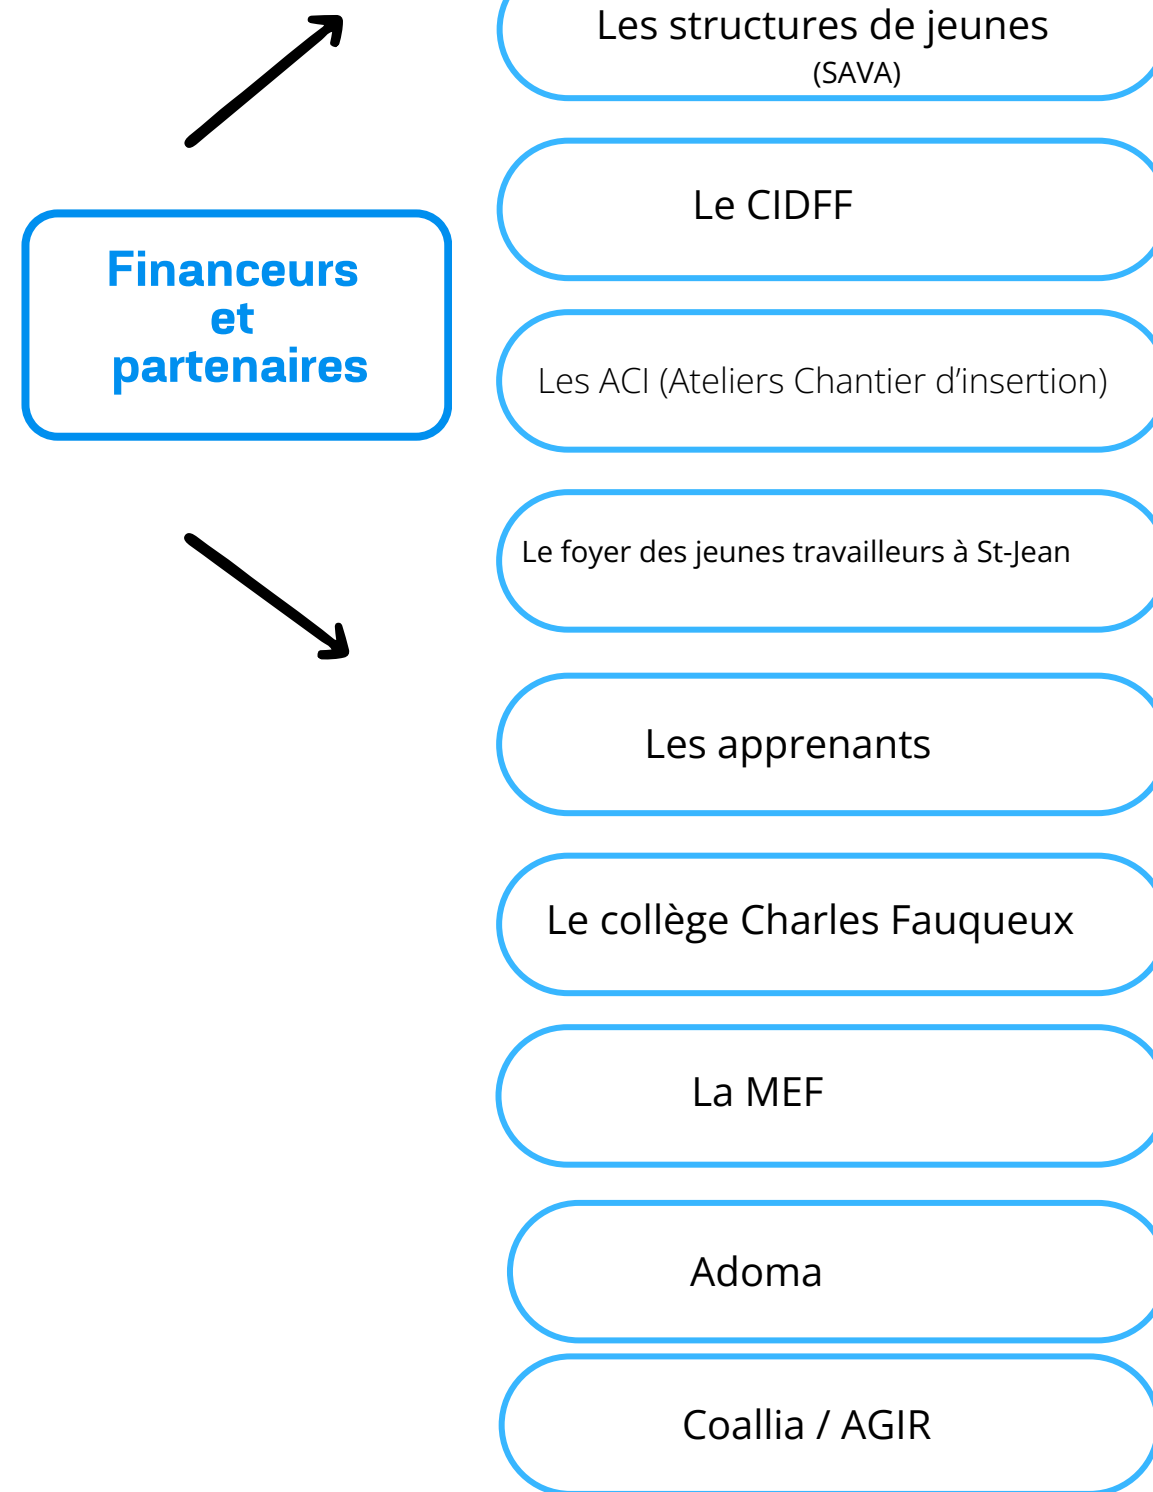 Les structures de jeunes
(SAVA)
Le CIDFF
Financeurs
et
partenaires
Les ACI (Ateliers Chantier d’insertion)
Le foyer des jeunes travailleurs à St-Jean
Les apprenants
Le collège Charles Fauqueux
La MEF
Adoma
Coallia / AGIR